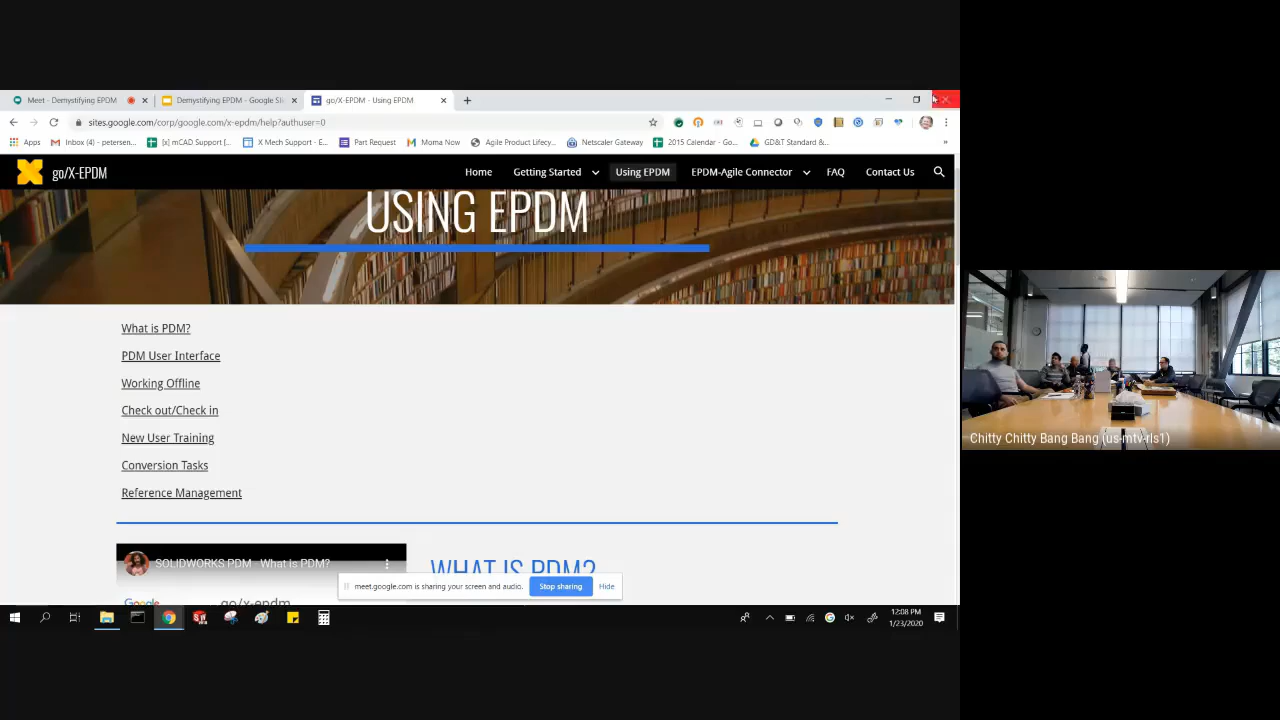 Meet - Demystifying EPDM
Demystifying EPDM - Google Sli
go/X-EPDM - Using EPDM
sites.google.com/corp/google.com/x-epdm/help?authuser=0
Apps
Inbox (0) - petersen...
[x] mCAD Support [...
X Mech Support - E...
Part Request
Moma Now
Agile Product Lifecy...
Netscaler Gateway
2015 Calendar - Go...
GD&T Standard &...
go/X-EPDM
Home
Getting Started
Using EPDM
EPDM-Agile Connector
FAQ
Contact Us
USING EPDM
What is PDM?
PDM User Interface
Working Offline
Check out/Check in
New User Training
Conversion Tasks
Reference Management
SOLIDWORKS PDM - What is PDM?
WHAT IS PDM?
Google
go/x-epdm
meet.google.com is sharing your screen and audio.
Stop sharing
Hide
12:08 PM
1/23/2020
Chitty Chitty Bang Bang (us-mtv-rls1)